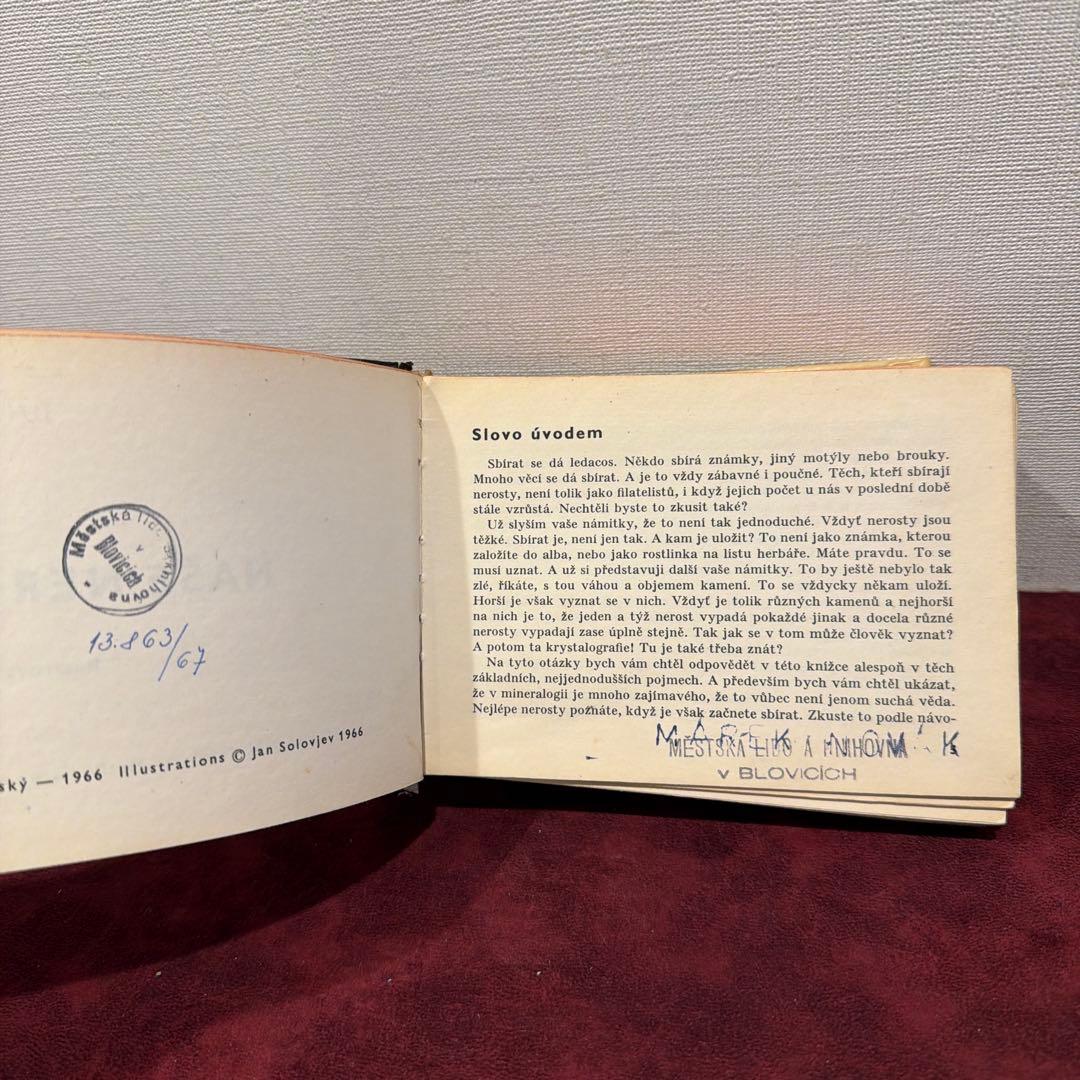 Městská lid. knihovna
v
Blovicích
13.863/67
ský — 1966 Illustrations © Jan Solovjev 1966
Slovo úvodem
Sbírat se dá ledacos. Někdo sbírá známky, jiný motýly nebo brouky.
Mnoho věcí se dá sbírat. A je to vždy zábavné i poučné. Těch, kteří sbírají
nerosty, není tolik jako filatelistů, i když jejich počet u nás v poslední době
stále vzrůstá. Nechtěli byste to zkusit také?
Už slyším vaše námitky, že to není tak jednoduché. Vždyť nerosty jsou
těžké. Sbírat je, není jen tak. A kam je uložit? To není jako známka, kterou
založíte do alba, nebo jako rostlinka na listu herbáře. Máte pravdu. To se
musí uznat. A už si představuji další vaše námitky. To by ještě nebylo tak
zlé, říkáte, s tou váhou a objemem kamení. To se vždycky někam uloží.
Horší je však vyznat se v nich. Vždyť je tolik různých kamenů a nejhorší
na nich je to, že jeden a týž nerost vypadá pokaždé jinak a docela různé
nerosty vypadají zase úplně stejně. Tak jak se v tom může člověk vyznat?
A potom ta krystalografie! Tu je také třeba znát?
Na tyto otázky bych vám chtěl odpovědět v této knížce alespoň v těch
základních, nejjednodušších pojmech. A především bych vám chtěl ukázat,
že v mineralogii je mnoho zajímavého, že to vůbec není jenom suchá věda.
Nejlépe nerosty poznáte, když je však začnete sbírat. Zkuste to podle návo-
MAREK NOVÁK
MĚSTSKÁ LIDOVÁ KNIHOVNA
v BLOVICÍCH